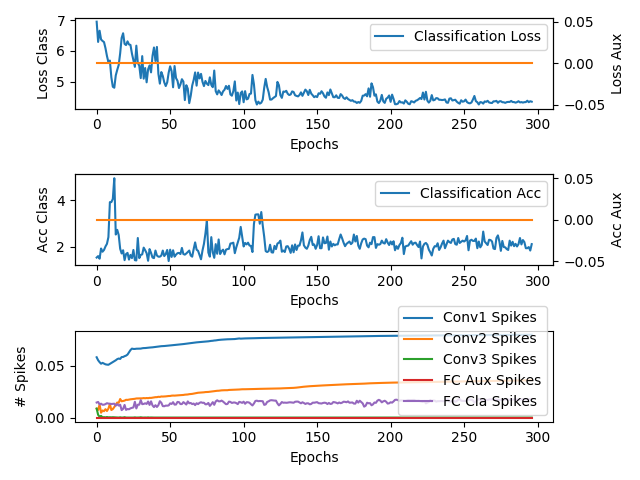 7
6
5
Loss Class
Classification Loss
0.05
0.00
−0.05
Loss Aux
0 50 100 150 200 250 300
Epochs
4
2
Acc Class
Classification Acc
0.05
0.00
−0.05
Acc Aux
0 50 100 150 200 250 300
Epochs
0.05
0.00
# Spikes
Conv1 Spikes
Conv2 Spikes
Conv3 Spikes
FC Aux Spikes
FC Cla Spikes
0 50 100 150 200 250 300
Epochs